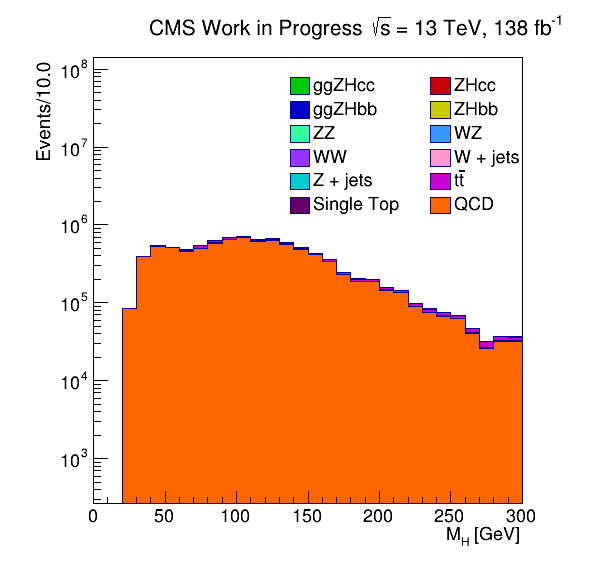 CMS Work in Progress √s = 13 TeV, 138 fb⁻¹
Events/10.0
10⁸
10⁷
10⁶
10⁵
10⁴
10³
ggZHcc ZHcc
ggZHbb ZHbb
ZZ WZ
WW W + jets
Z + jets tt̄
Single Top QCD
0 50 100 150 200 250 300
M_H [GeV]